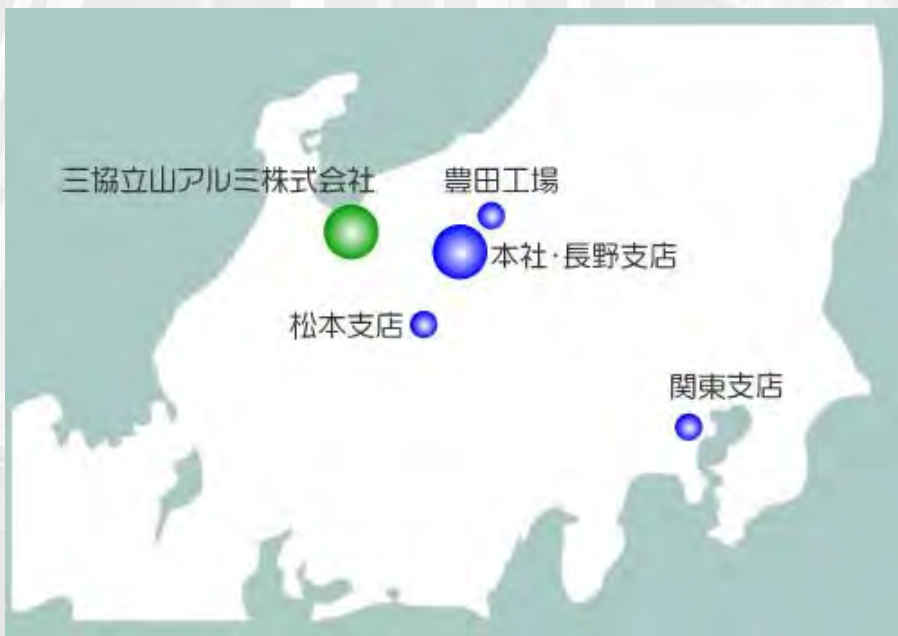 三協立山アルミ株式会社
豊田工場
本社・長野支店
松本支店
関東支店